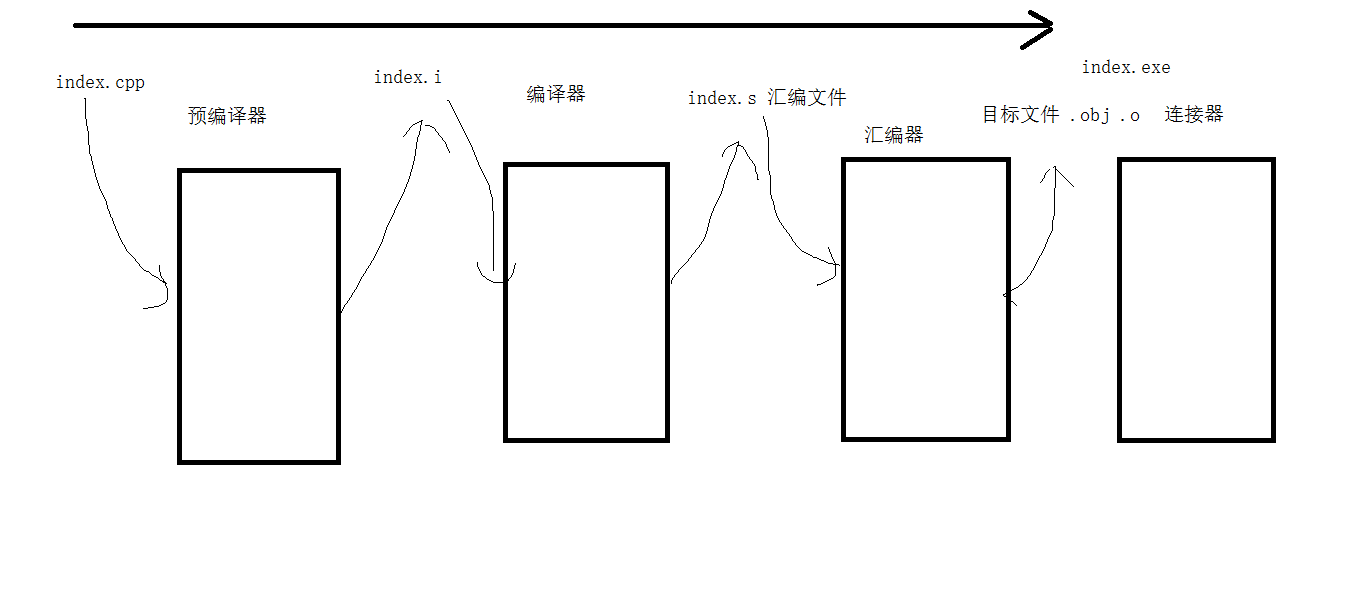 index.cpp
预编译器
index.i
编译器
index.s 汇编文件
汇编器
index.exe
目标文件 .obj .o 连接器